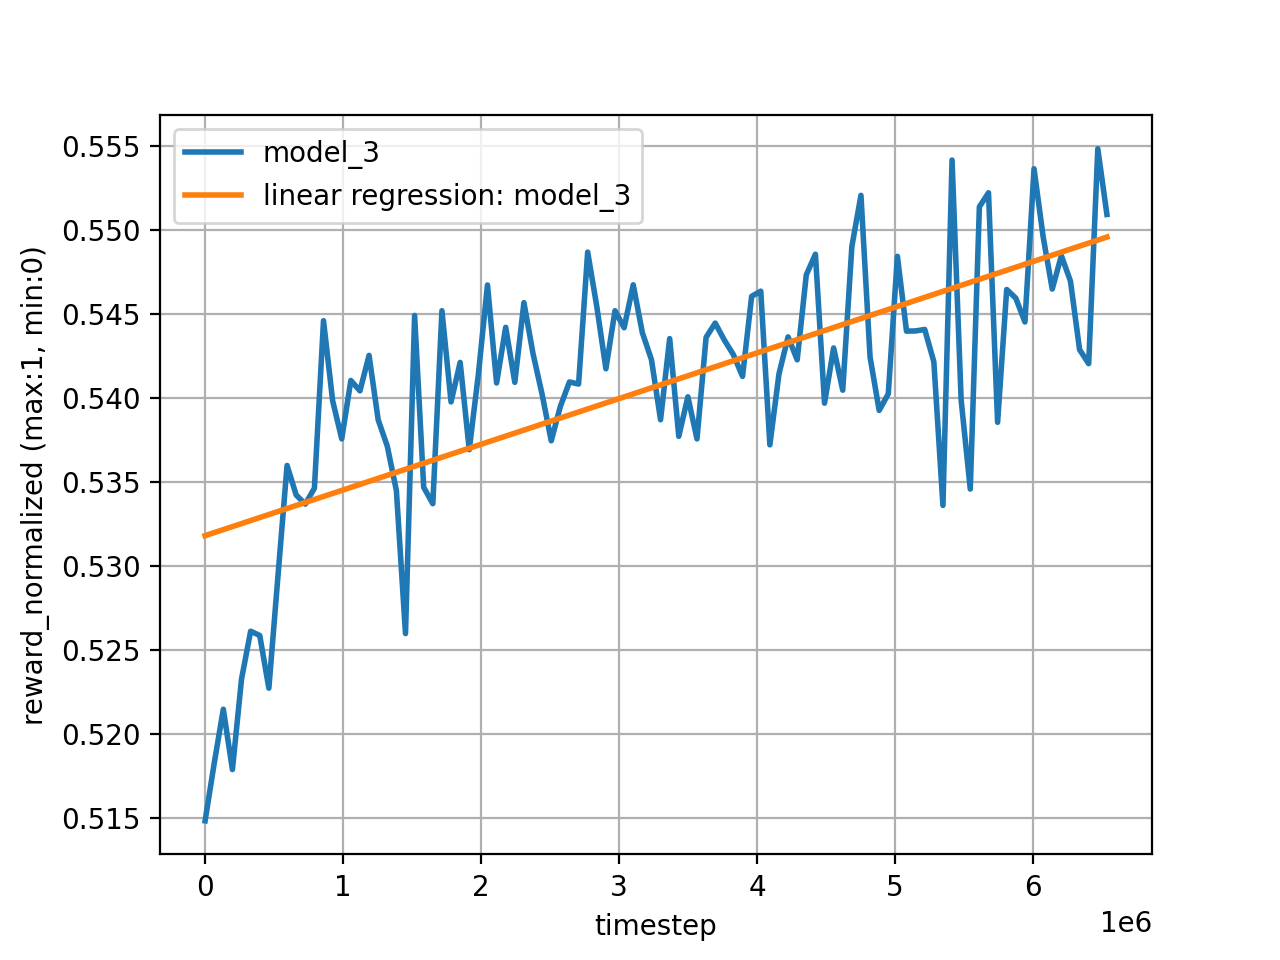 model_3
linear regression: model_3
0.555
0.550
0.545
0.540
0.535
0.530
0.525
0.520
0.515
reward_normalized (max:1, min:0)
0 1 2 3 4 5 6
1e6
timestep